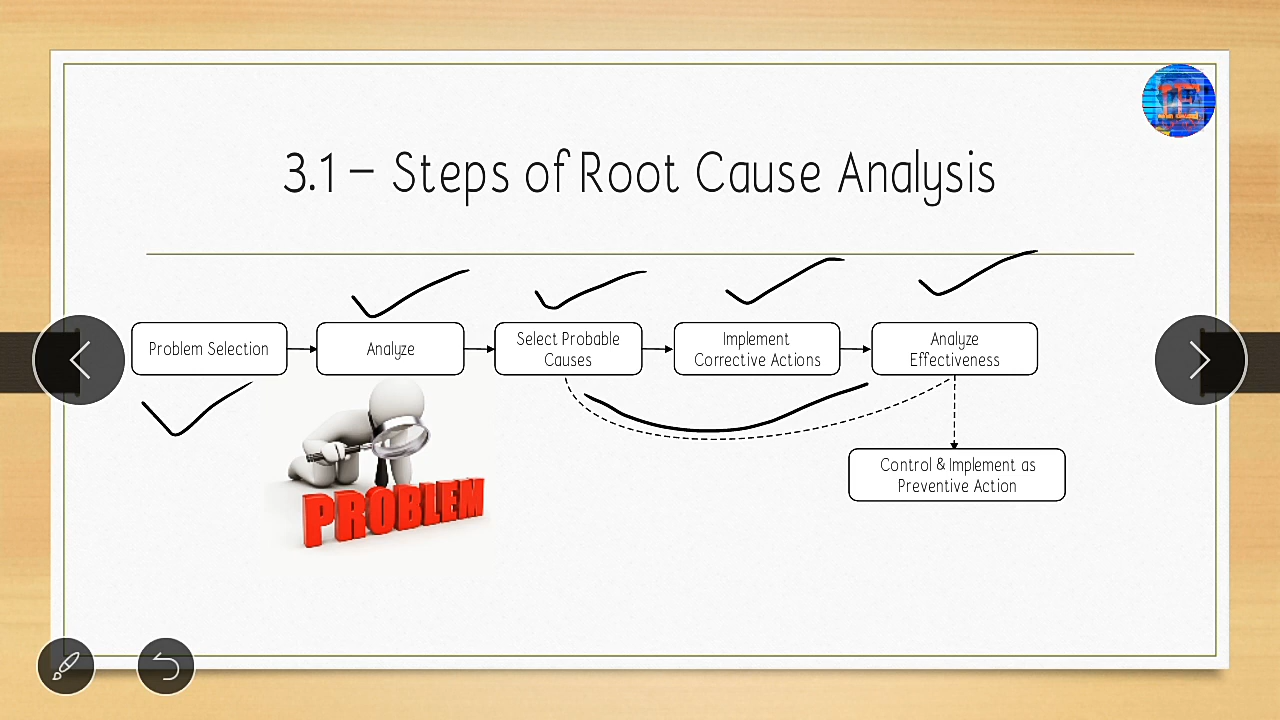 3.1 – Steps of Root Cause Analysis
Problem Selection
Analyze
Select Probable
Causes
Implement
Corrective Actions
Analyze
Effectiveness
Control & Implement as
Preventive Action
PROBLEM